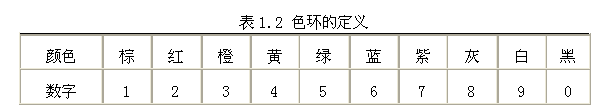 表1.2 色环的定义
颜色 棕 红 橙 黄 绿 蓝 紫 灰 白 黑
数字 1 2 3 4 5 6 7 8 9 0